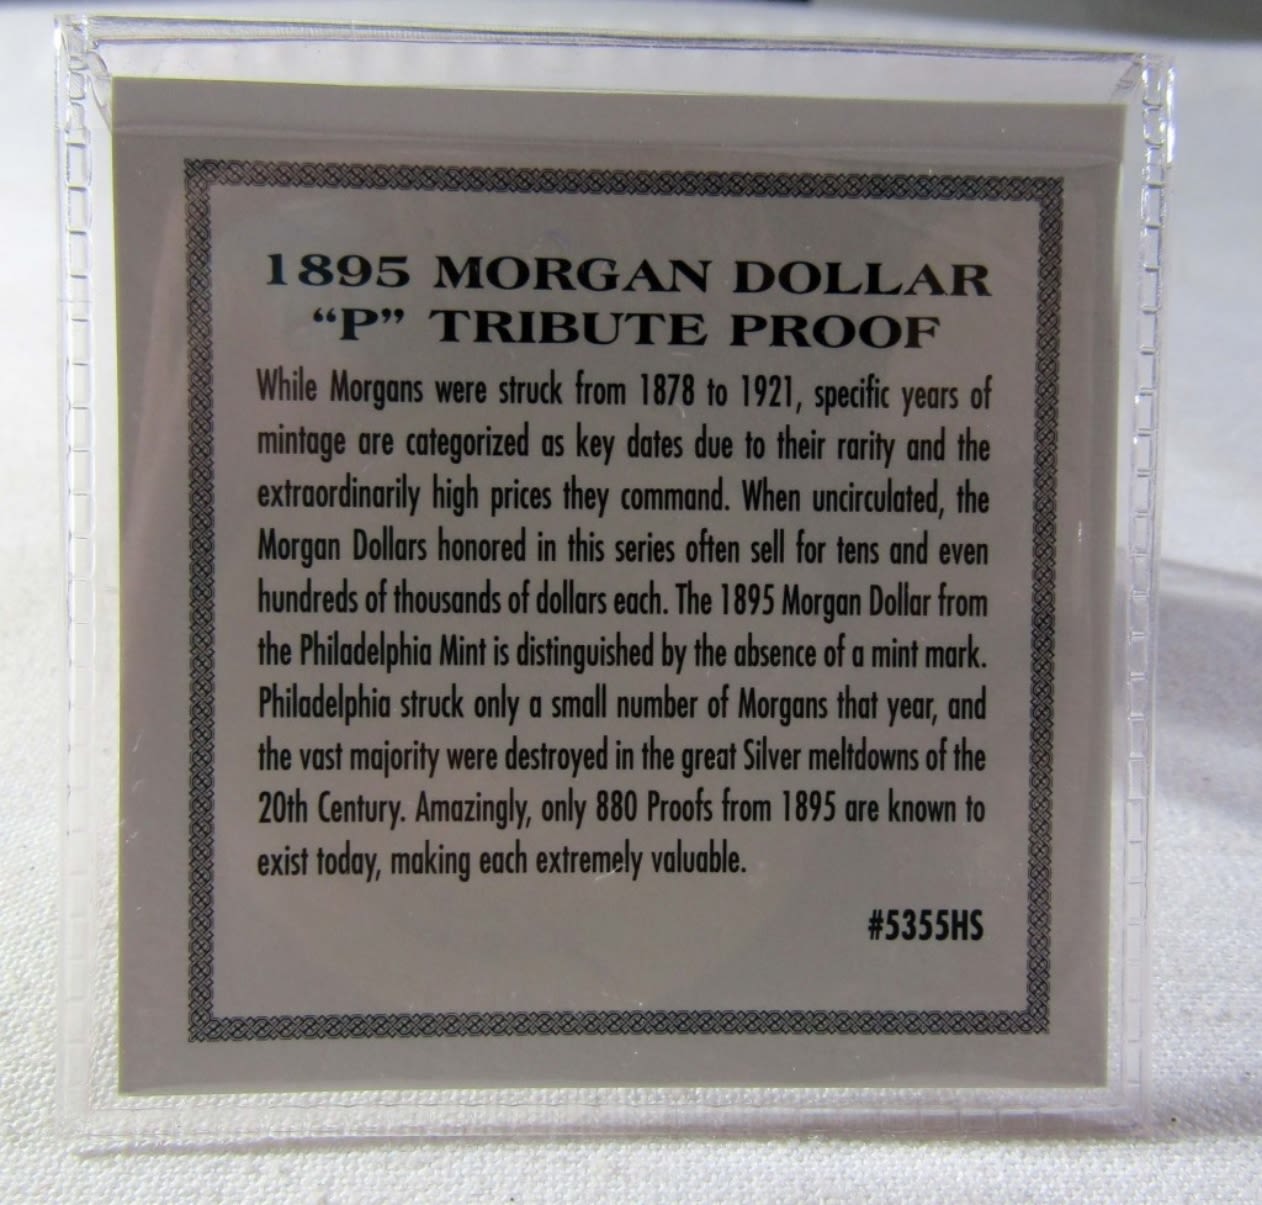 1895 MORGAN DOLLAR
“P” TRIBUTE PROOF
While Morgans were struck from 1878 to 1921, specific years of
mintage are categorized as key dates due to their rarity and the
extraordinarily high prices they command. When uncirculated, the
Morgan Dollars honored in this series often sell for tens and even
hundreds of thousands of dollars each. The 1895 Morgan Dollar from
the Philadelphia Mint is distinguished by the absence of a mint mark.
Philadelphia struck only a small number of Morgans that year, and
the vast majority were destroyed in the great Silver meltdowns of the
20th Century. Amazingly, only 880 Proofs from 1895 are known to
exist today, making each extremely valuable.
#5355HS